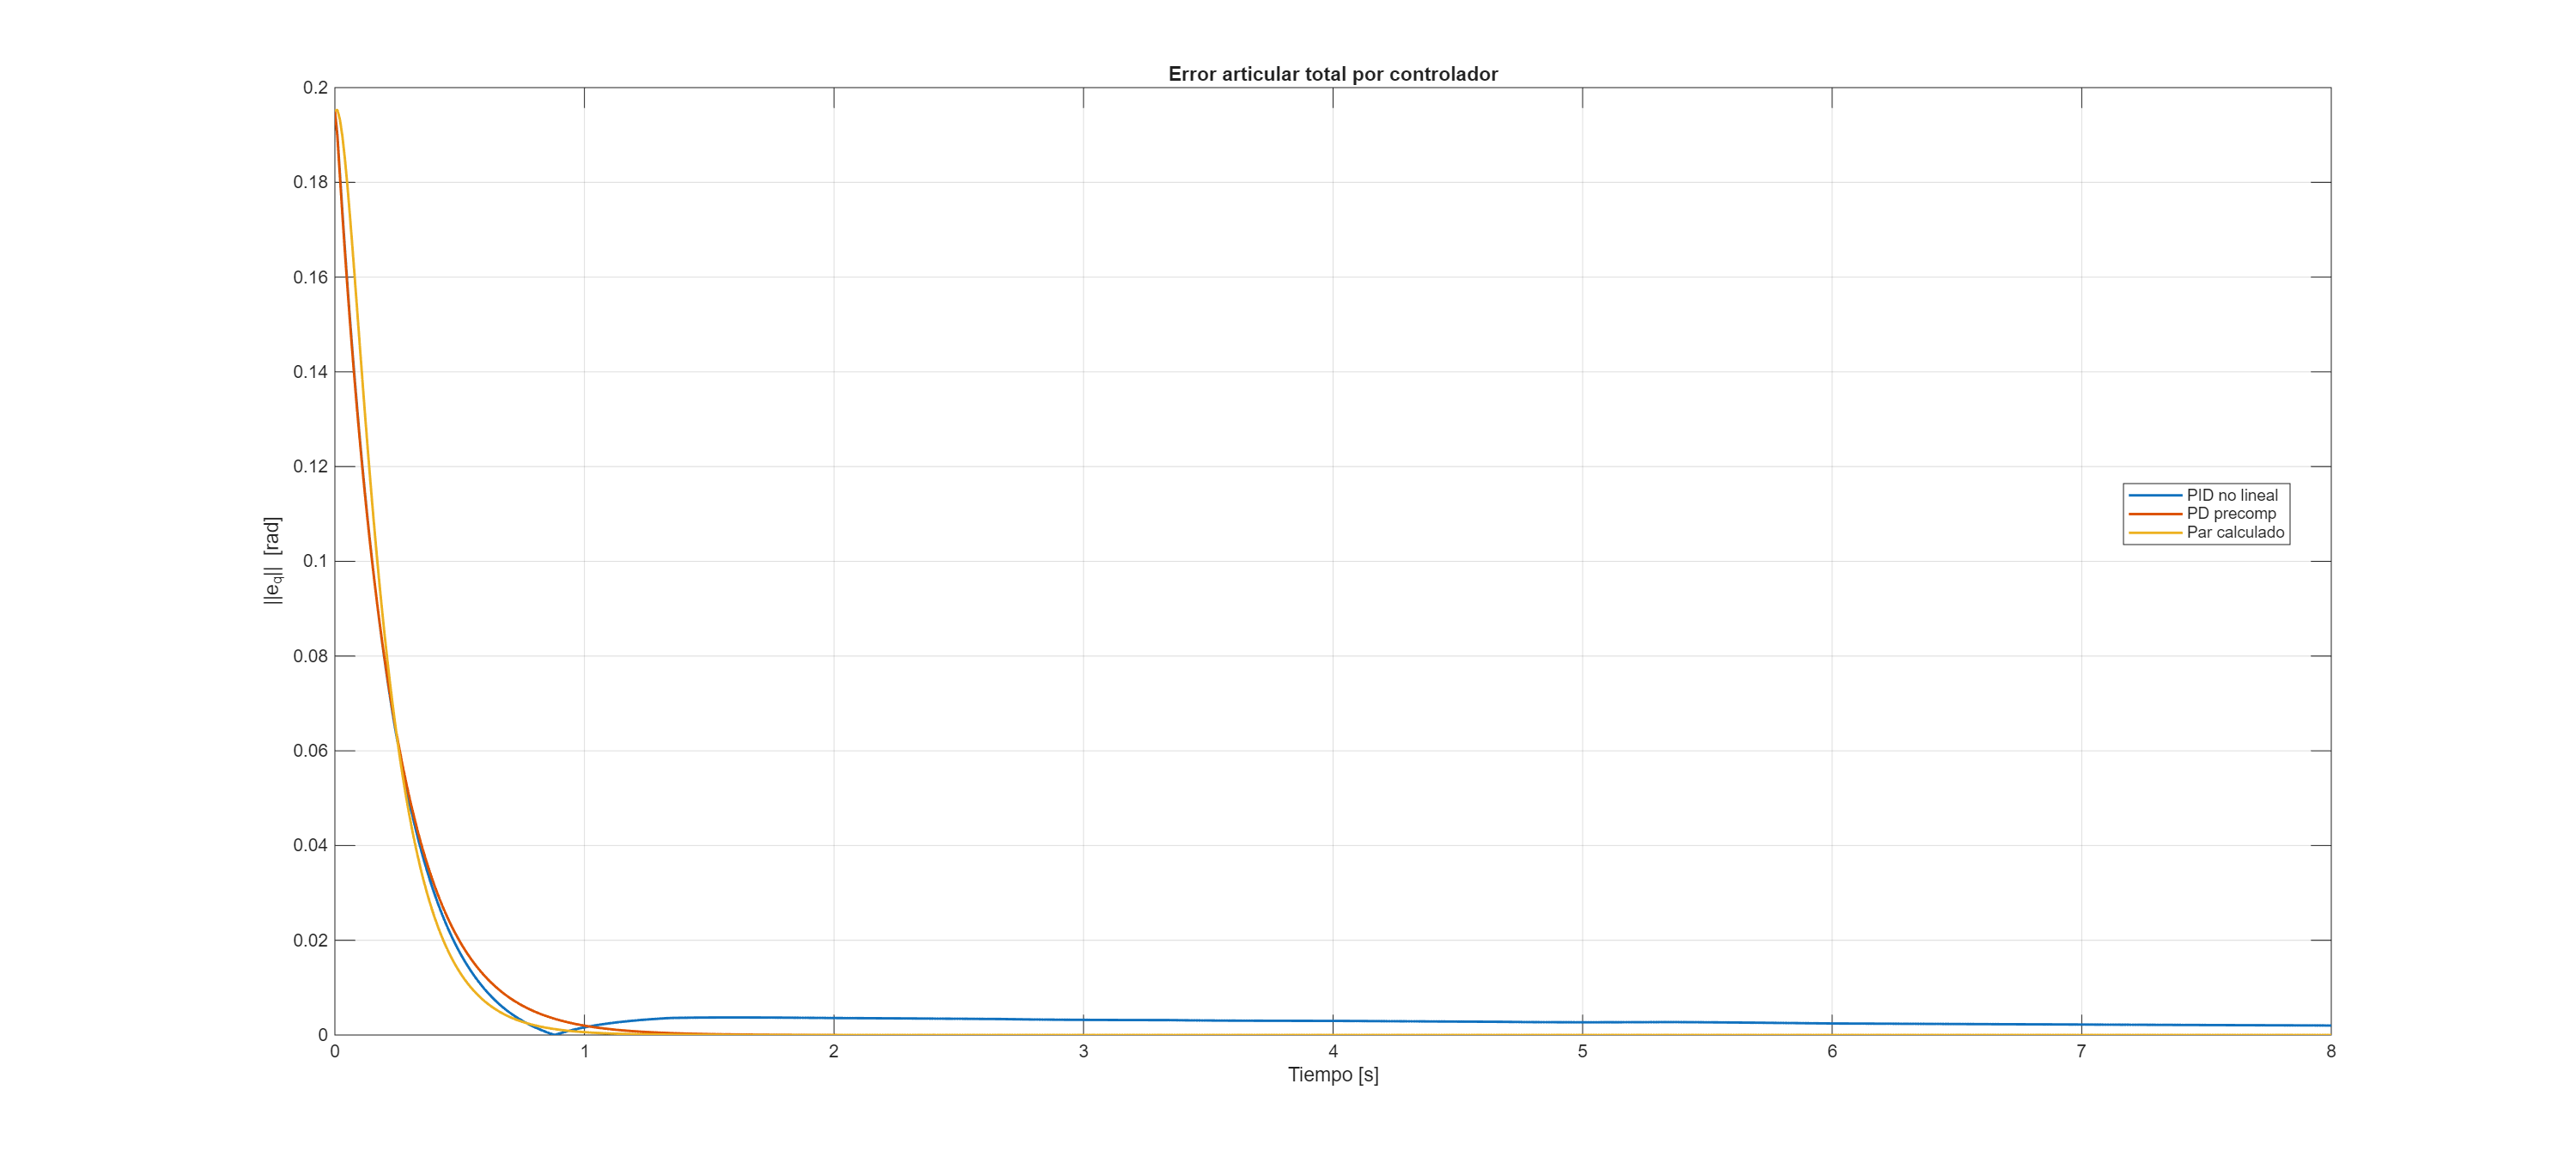 Error articular total por controlador
0.2
0.18
0.16
0.14
0.12
0.1
0.08
0.06
0.04
0.02
0
||eq|| [rad]
PID no lineal
PD precomp
Par calculado
0 1 2 3 4 5 6 7 8
Tiempo [s]